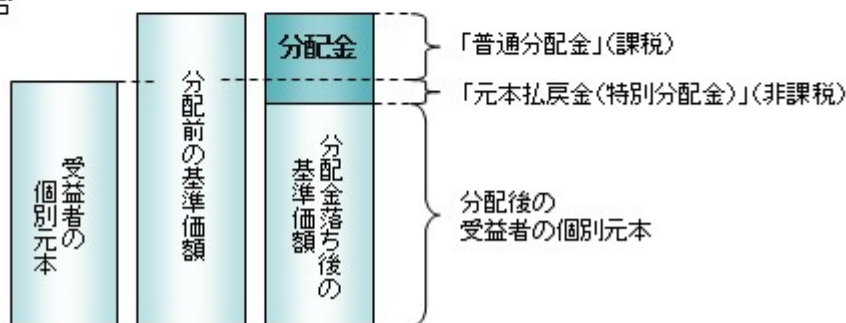 受益者の
個別元本
分配前の基準価額
分配金
分配金落ち後の
基準価額
「普通分配金」(課税)
「元本払戻金(特別分配金)」(非課税)
分配後の
受益者の個別元本